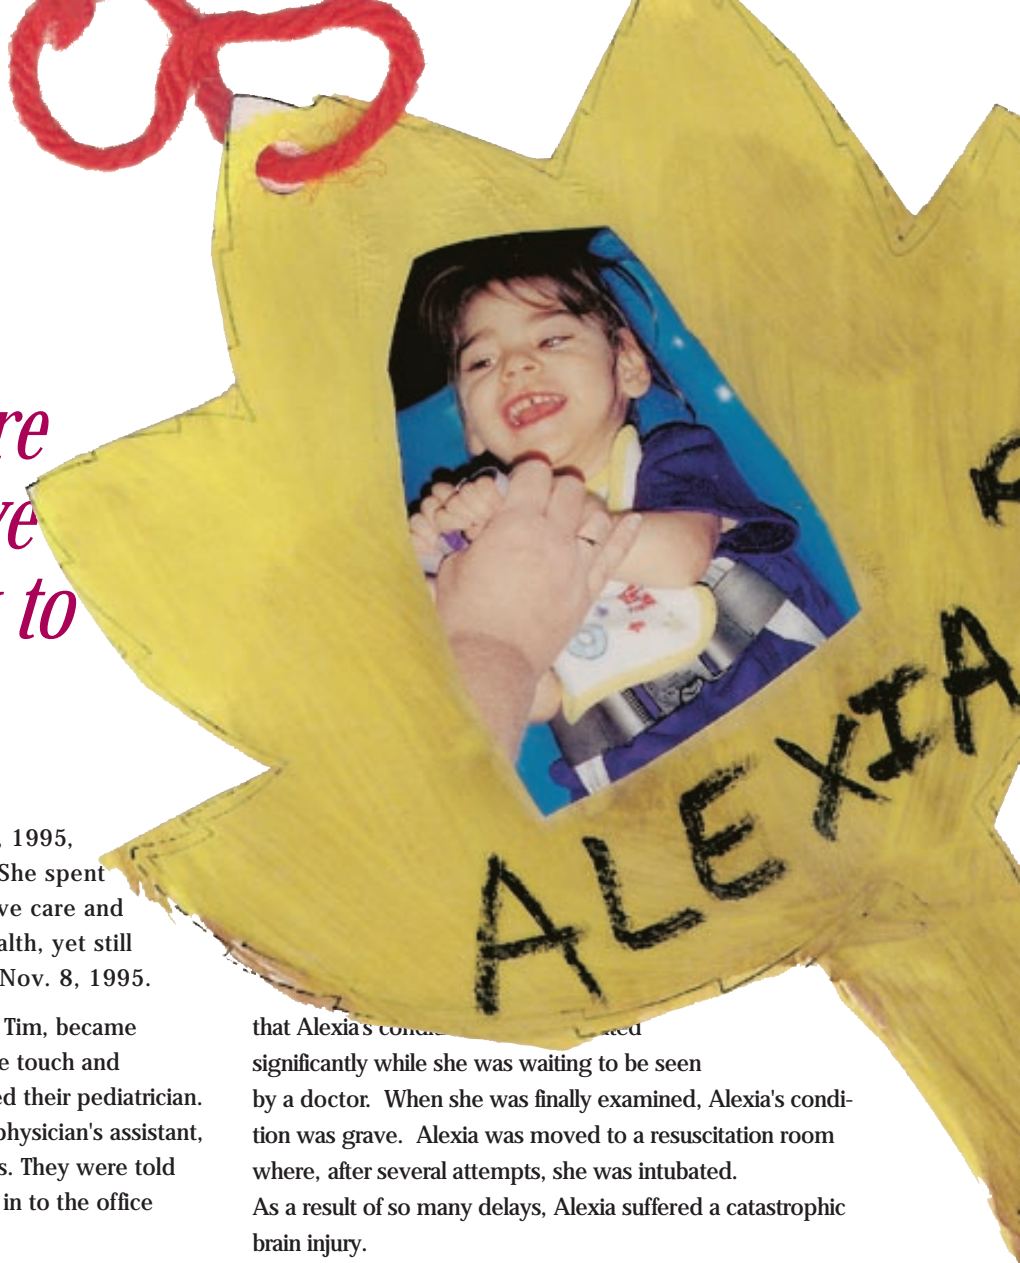 re
ve
to
ALEXIA
, 1995,
She spent
ve care and
alth, yet still
Nov. 8, 1995.
Tim, became
e touch and
ed their pediatrician.
physician's assistant,
s. They were told
in to the office
that Alexia's
significantly while she was waiting to be seen
by a doctor. When she was finally examined, Alexia's condi-
tion was grave. Alexia was moved to a resuscitation room
where, after several attempts, she was intubated.
As a result of so many delays, Alexia suffered a catastrophic
brain injury.